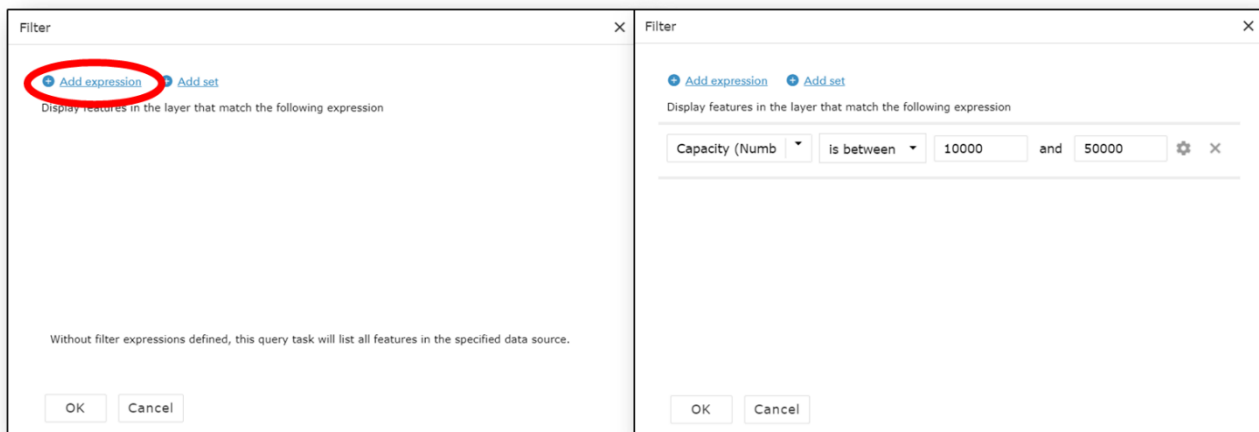 Filter
Add expression Add set
Display features in the layer that match the following expression
Without filter expressions defined, this query task will list all features in the specified data source.
OK Cancel
Filter
Add expression Add set
Display features in the layer that match the following expression
Capacity (Numb is between 10000 and 50000
OK Cancel